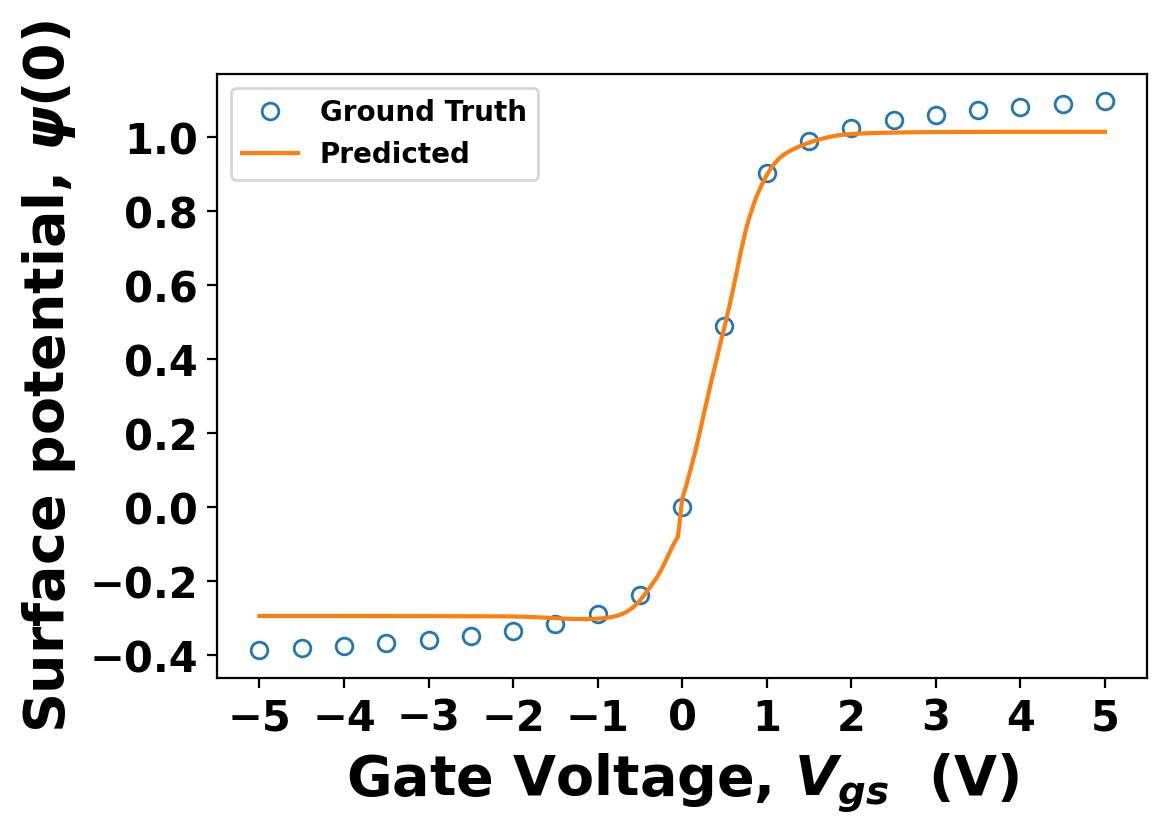 Surface potential, ψ(0)
Ground Truth
Predicted
1.0
0.8
0.6
0.4
0.2
0.0
−0.2
−0.4
−5 −4 −3 −2 −1 0 1 2 3 4 5
Gate Voltage, V_gs (V)